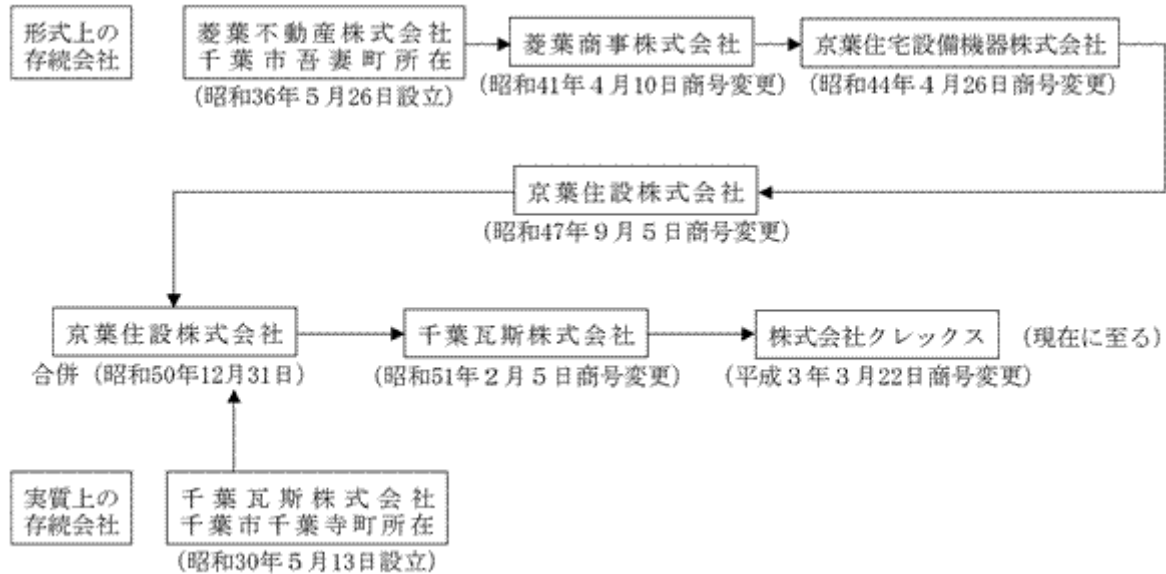 形式上の
存続会社
菱葉不動産株式会社
千葉市吾妻町所在
(昭和36年5月26日設立)
菱葉商事株式会社
(昭和41年4月10日商号変更)
京葉住宅設備機器株式会社
(昭和44年4月26日商号変更)
京葉住設株式会社
(昭和47年9月5日商号変更)
京葉住設株式会社
合併(昭和50年12月31日)
千葉瓦斯株式会社
(昭和51年2月5日商号変更)
株式会社クレックス
(現在に至る)
(平成3年3月22日商号変更)
実質上の
存続会社
千葉瓦斯株式会社
千葉市千葉寺町所在
(昭和30年5月13日設立)